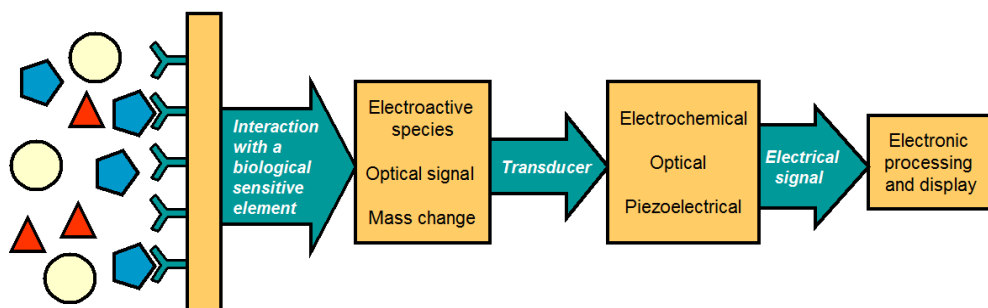 Interaction
with a
biological
sensitive
element
Electroactive
species
Optical signal
Mass change
Transducer
Electrochemical
Optical
Piezoelectrical
Electrical
signal
Electronic
processing
and display